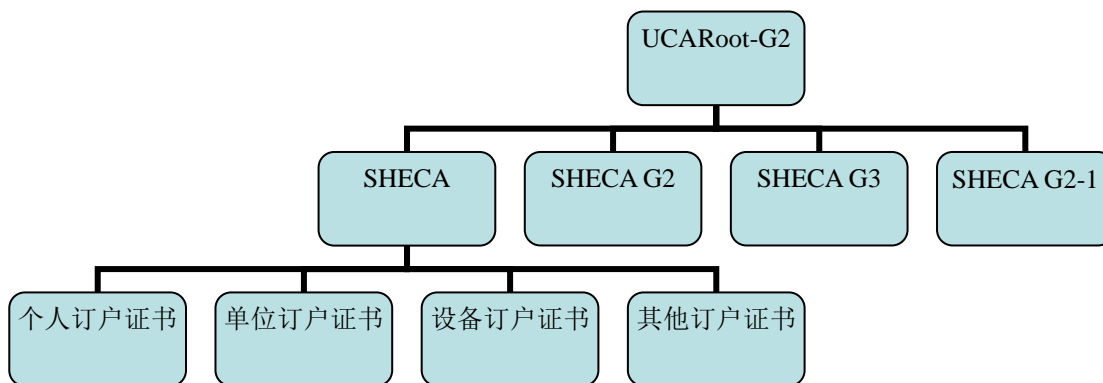 UCARoot-G2
SHECA
SHECA G2
SHECA G3
SHECA G2-1
个人订户证书
单位订户证书
设备订户证书
其他订户证书